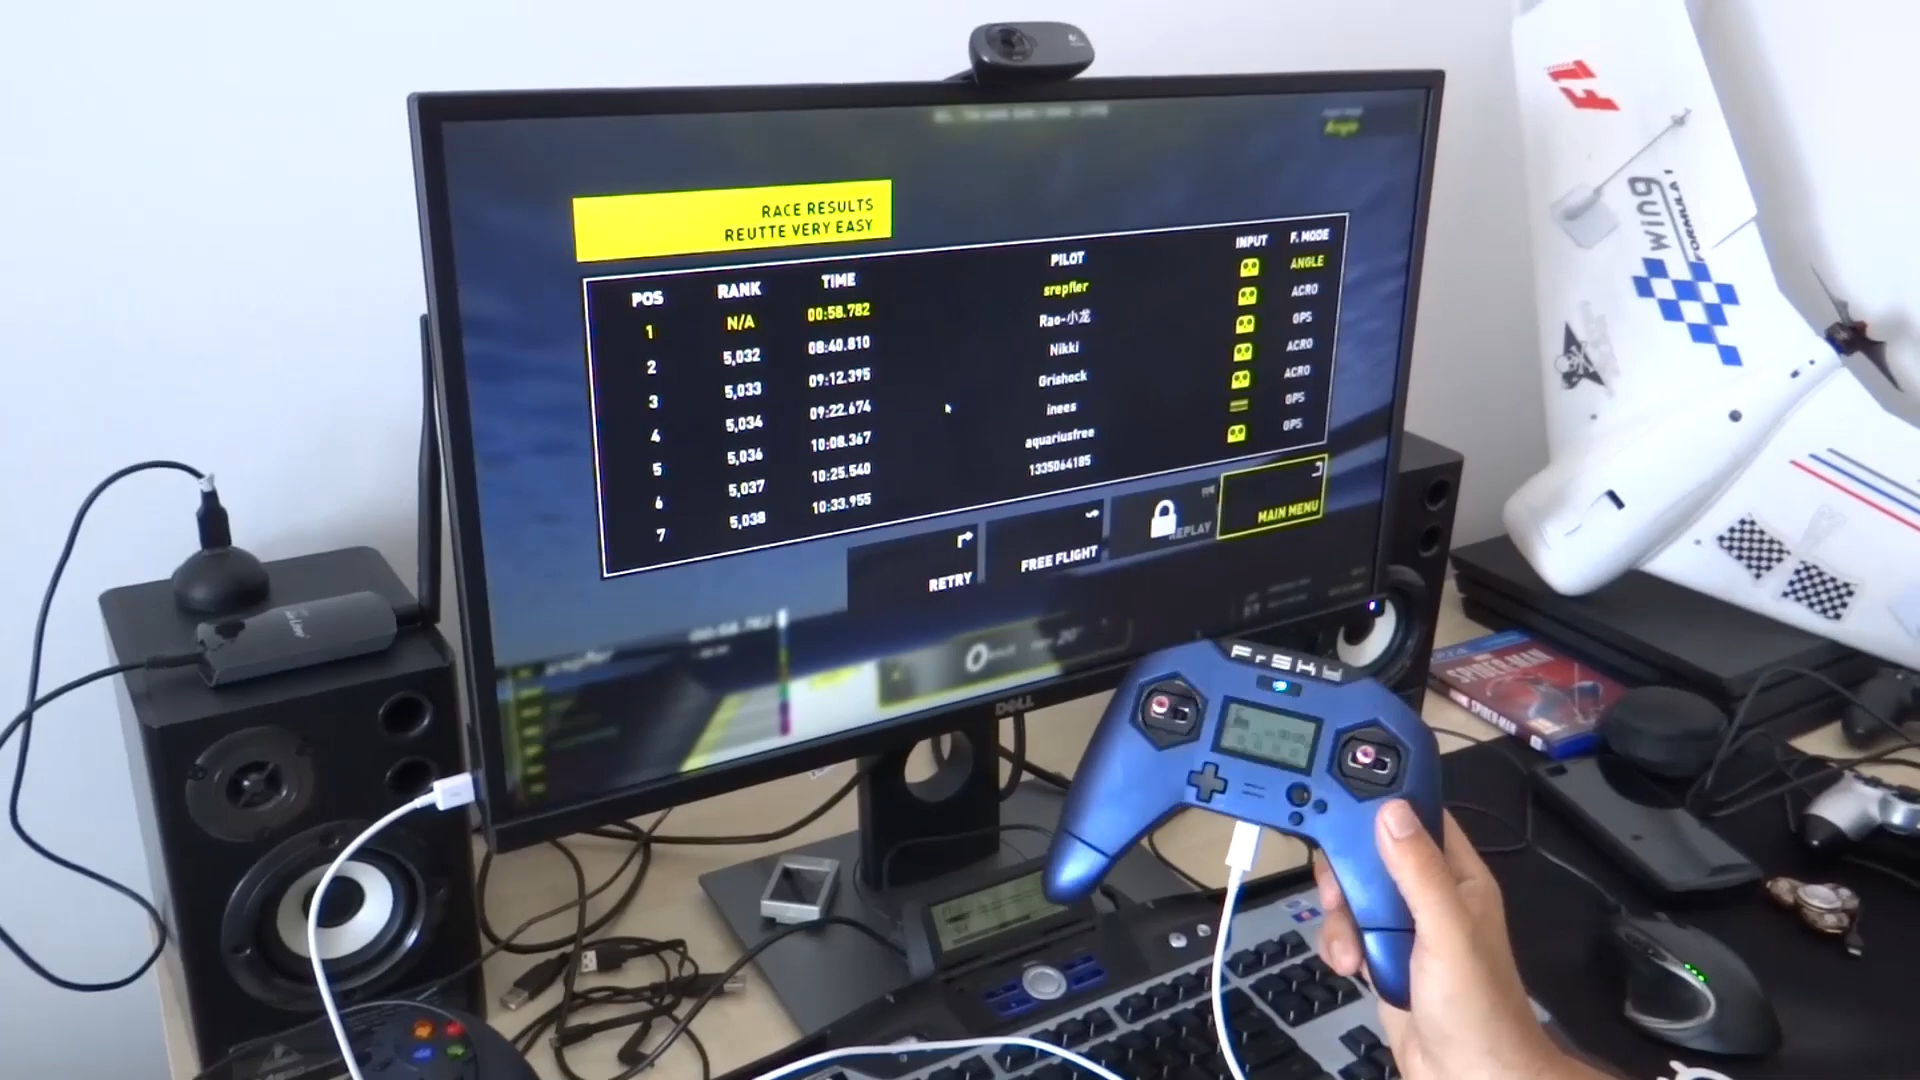 Angle
RACE RESULTS
REUTTE VERY EASY
POS RANK TIME PILOT INPUT F. MODE
1 N/A 00:58.782 srepfler ANGLE
2 5,032 08:40.810 Rao-小龙 ACRO
3 5,033 09:12.395 Nikki GPS
4 5,034 09:22.674 Grishock ACRO
5 5,036 10:08.367 inees ACRO
6 5,037 10:25.540 aquariusfree GPS
7 5,038 10:33.955 1335064185 GPS
RETRY
FREE FLIGHT
REPLAY
MAIN MENU
DELL
FrSky
F1
wing
FORMULA 1
SPIDER-MAN
SPIDER-MAN